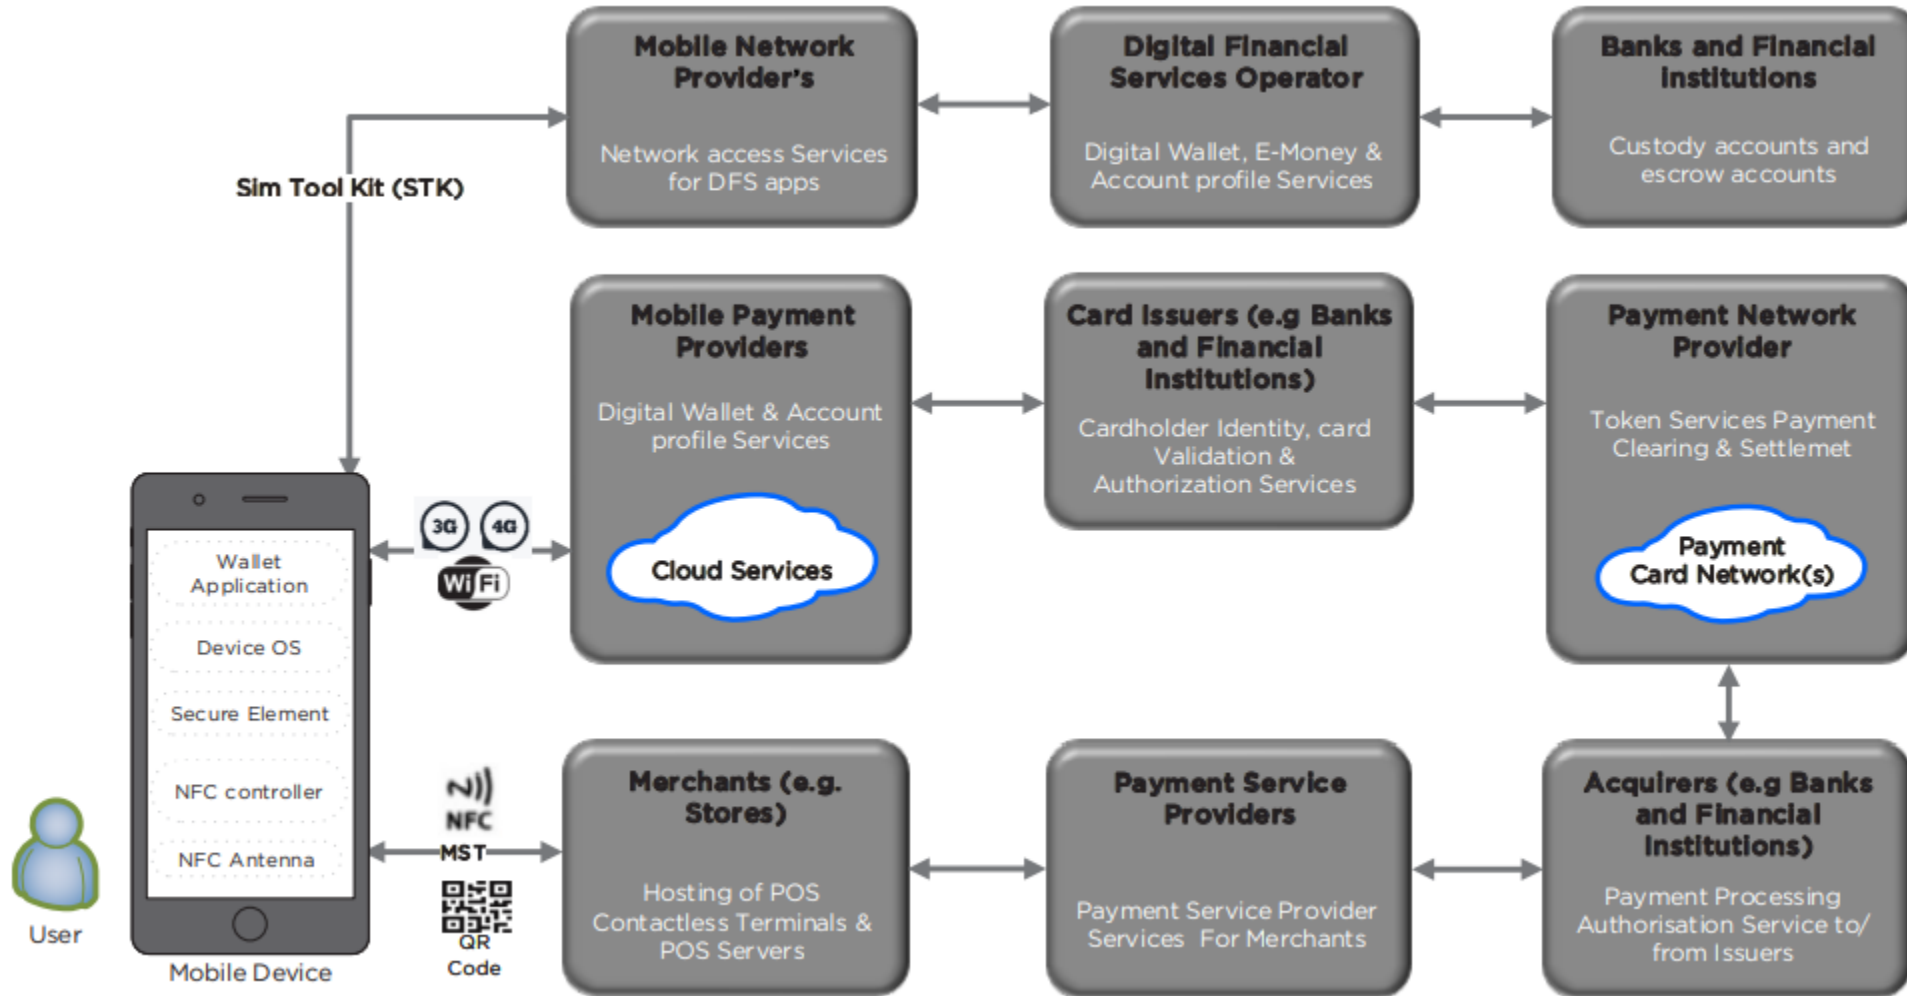 Mobile Network
Provider's
Network access Services
for DFS apps
Digital Financial
Services Operator
Digital Wallet, E-Money &
Account profile Services
Banks and Financial
Institutions
Custody accounts and
escrow accounts
Sim Tool Kit (STK)
Mobile Payment
Providers
Digital Wallet & Account
profile Services
Cloud Services
Card Issuers (e.g Banks
and Financial
Institutions)
Cardholder Identity, card
Validation &
Authorization Services
Payment Network
Provider
Token Services Payment
Clearing & Settlemet
Payment
Card Network(s)
3G
4G
Wi Fi
Wallet
Application
Device OS
Secure Element
NFC controller
NFC Antenna
User
Mobile Device
NFC
MST
QR
Code
Merchants (e.g.
Stores)
Hosting of POS
Contactless Terminals &
POS Servers
Payment Service
Providers
Payment Service Provider
Services For Merchants
Acquirers (e.g Banks
and Financial
Institutions)
Payment Processing
Authorisation Service to/
from Issuers